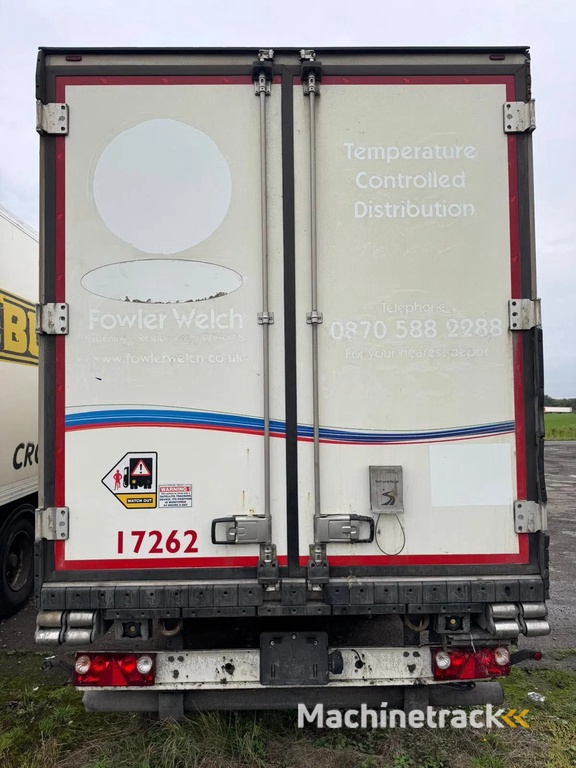 Temperature
Controlled
Distribution
Fowler Welch
www.fowlerwelch.co.uk
Telephone
0870 588 2288
For your nearest depot
BU
CRO
WATCH OUT
WARNING
17262
Machinetrack